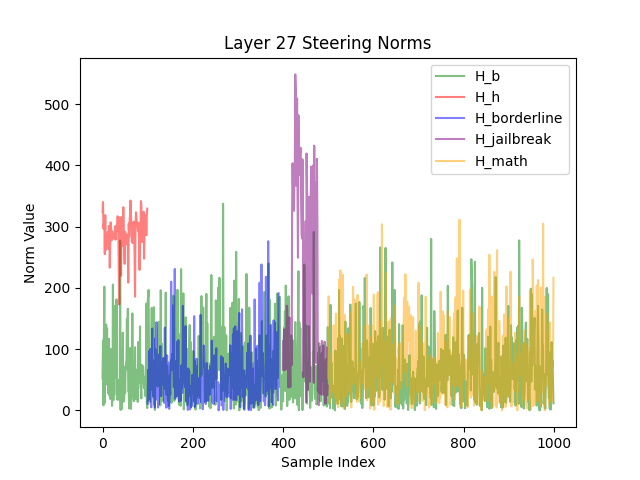 Layer 27 Steering Norms
Norm Value
500
400
300
200
100
0
H_b
H_h
H_borderline
H_jailbreak
H_math
0
200
400
600
800
1000
Sample Index